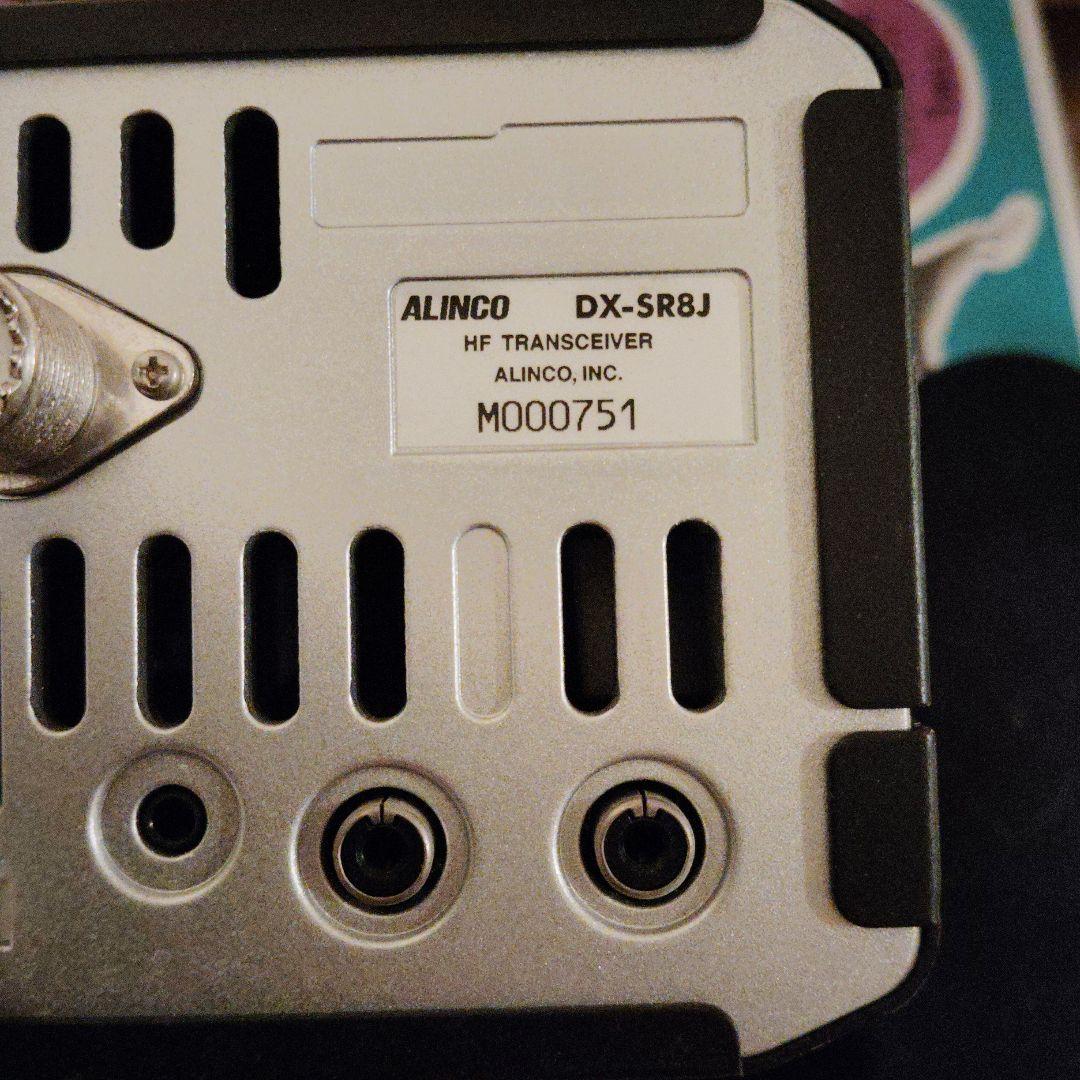 ALINCO DX-SR8J
HF TRANSCEIVER
ALINCO, INC.
M000751